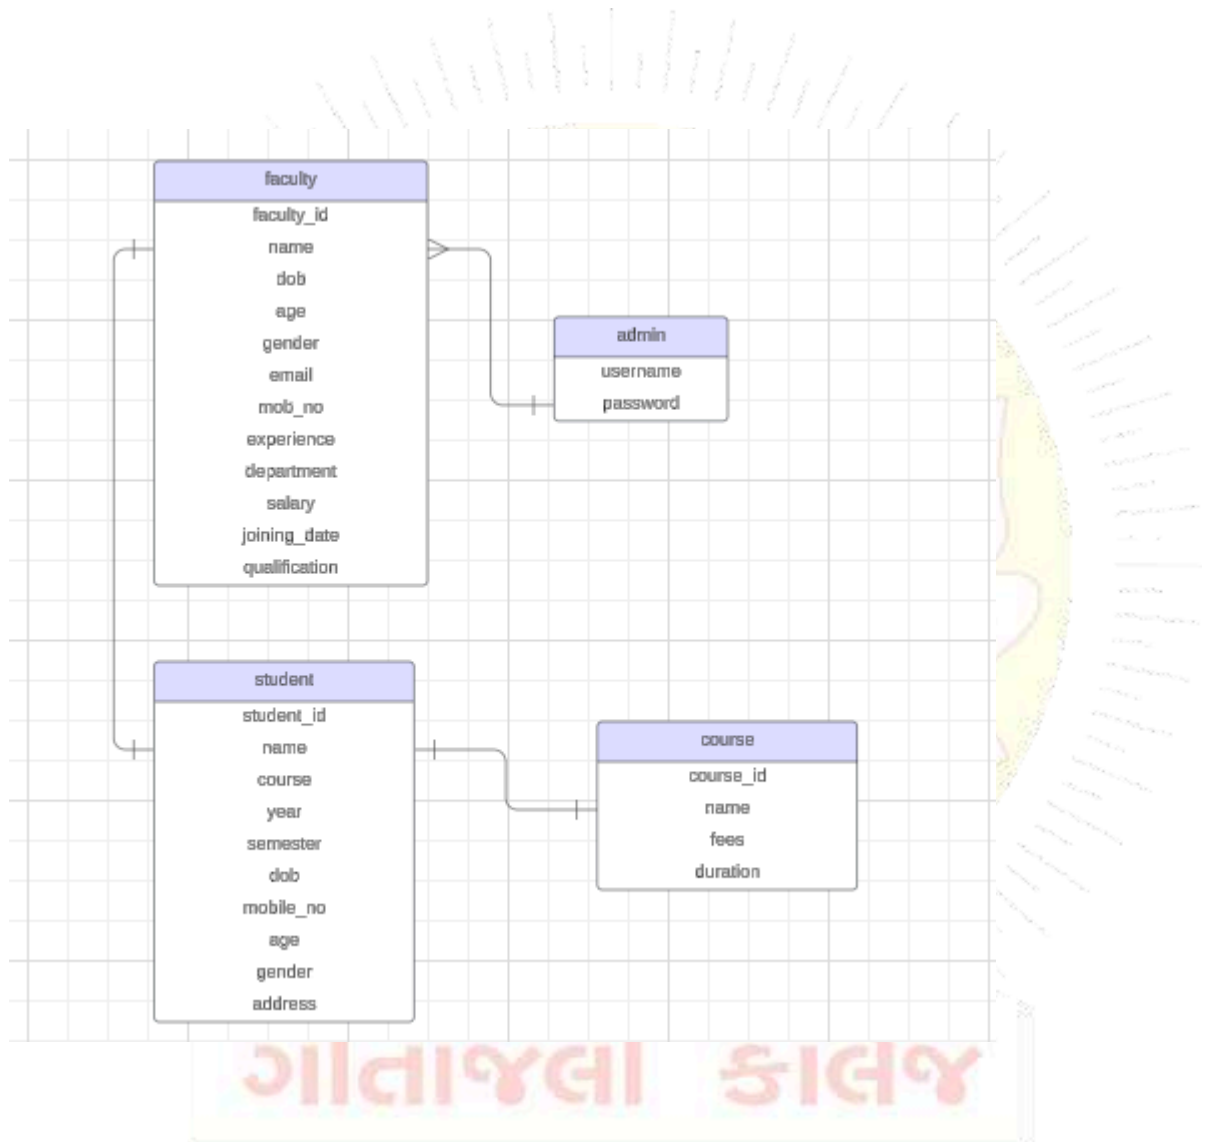 faculty
faculty_id
name
dob
age
gender
email
mob_no
experience
department
salary
joining_date
qualification
admin
username
password
student
student_id
name
course
year
semester
dob
mobile_no
age
gender
address
course
course_id
name
fees
duration